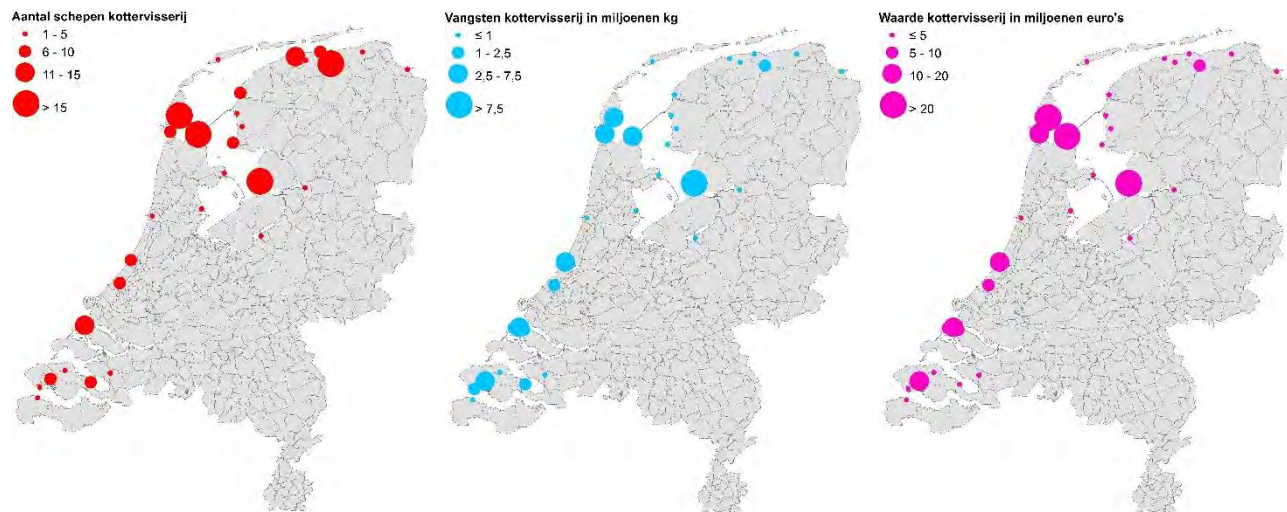 Aantal schepen kottervisserij
1 - 5
6 - 10
11 - 15
> 15
Vangsten kottervisserij in miljoenen kg
≤ 1
1 - 2,5
2,5 - 7,5
> 7,5
Waarde kottervisserij in miljoenen euro's
≤ 5
5 - 10
10 - 20
> 20